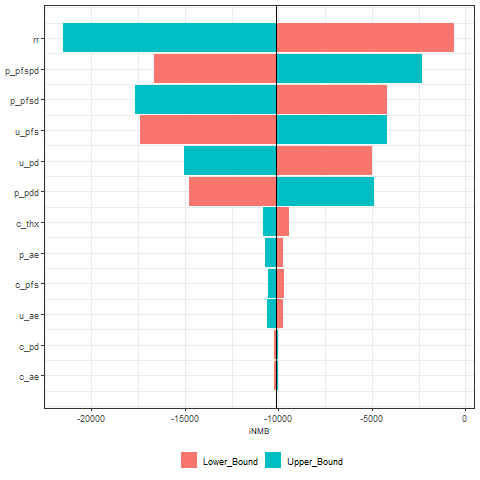 rr
p_pfspd
p_pfsd
u_pfs
u_pd
p_pdd
c_thx
p_ae
c_pfs
u_ae
c_pd
c_ae
-20000 -15000 -10000 -5000 0
iNMB
Lower_Bound Upper_Bound